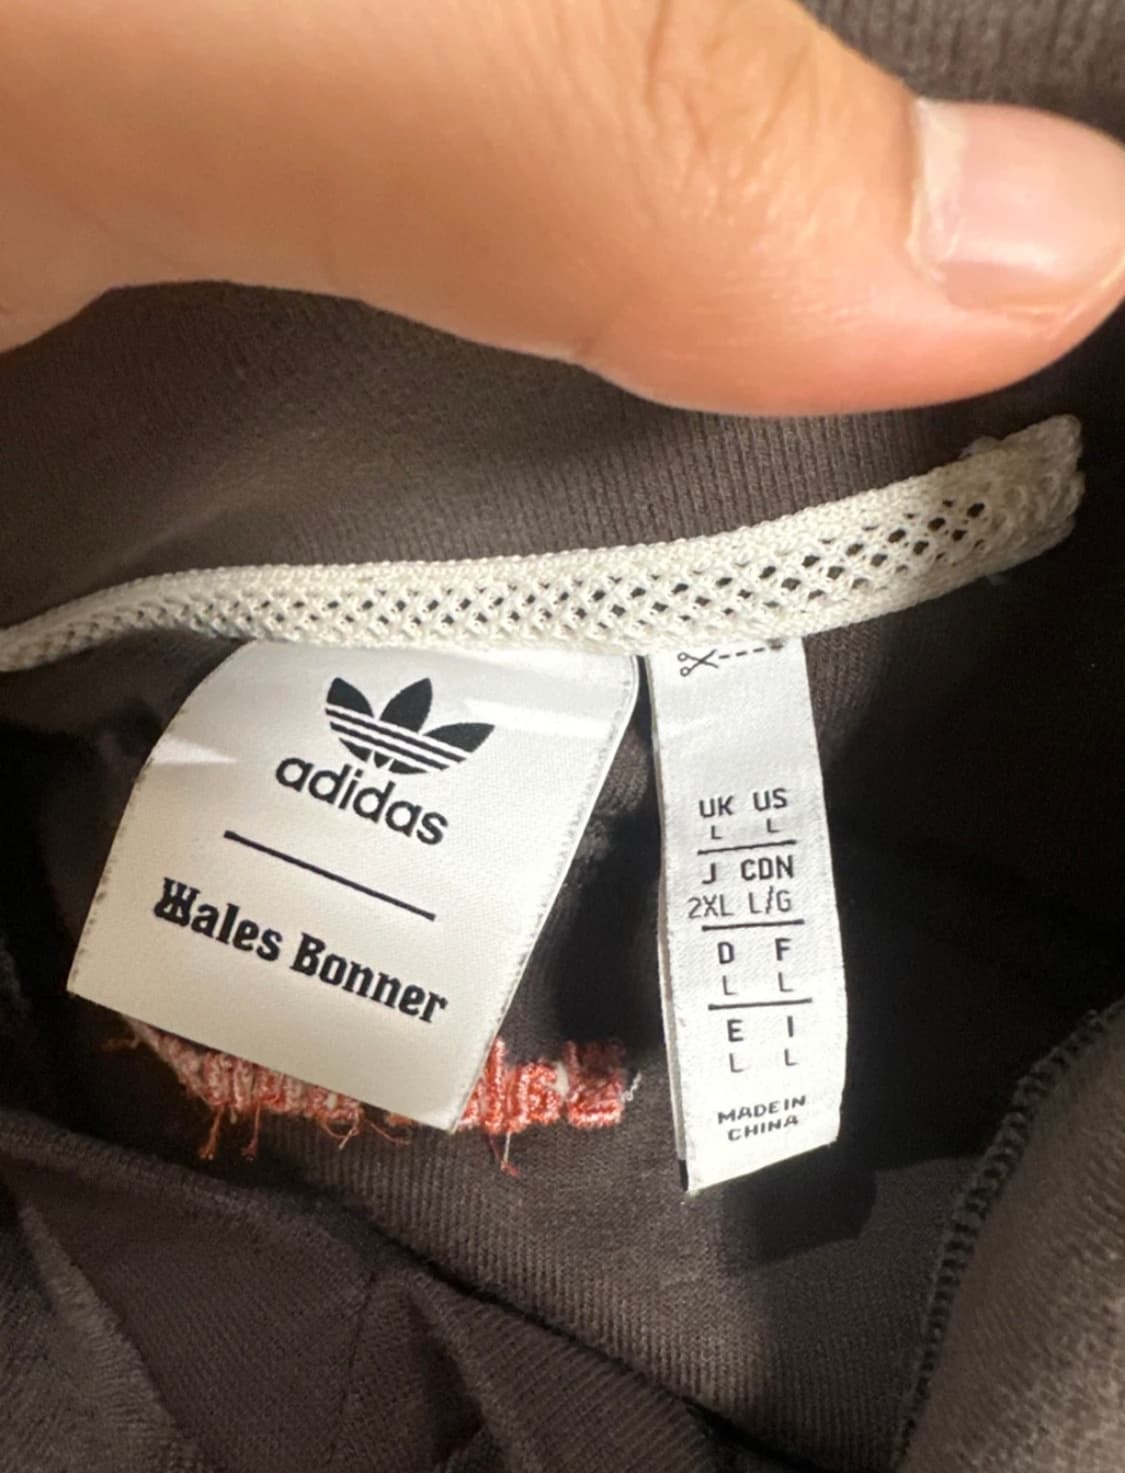 adidas
Wales Bonner
UK US
L L
J CDN
2XL L/G
D F
L L
E I
L L
MADE IN
CHINA